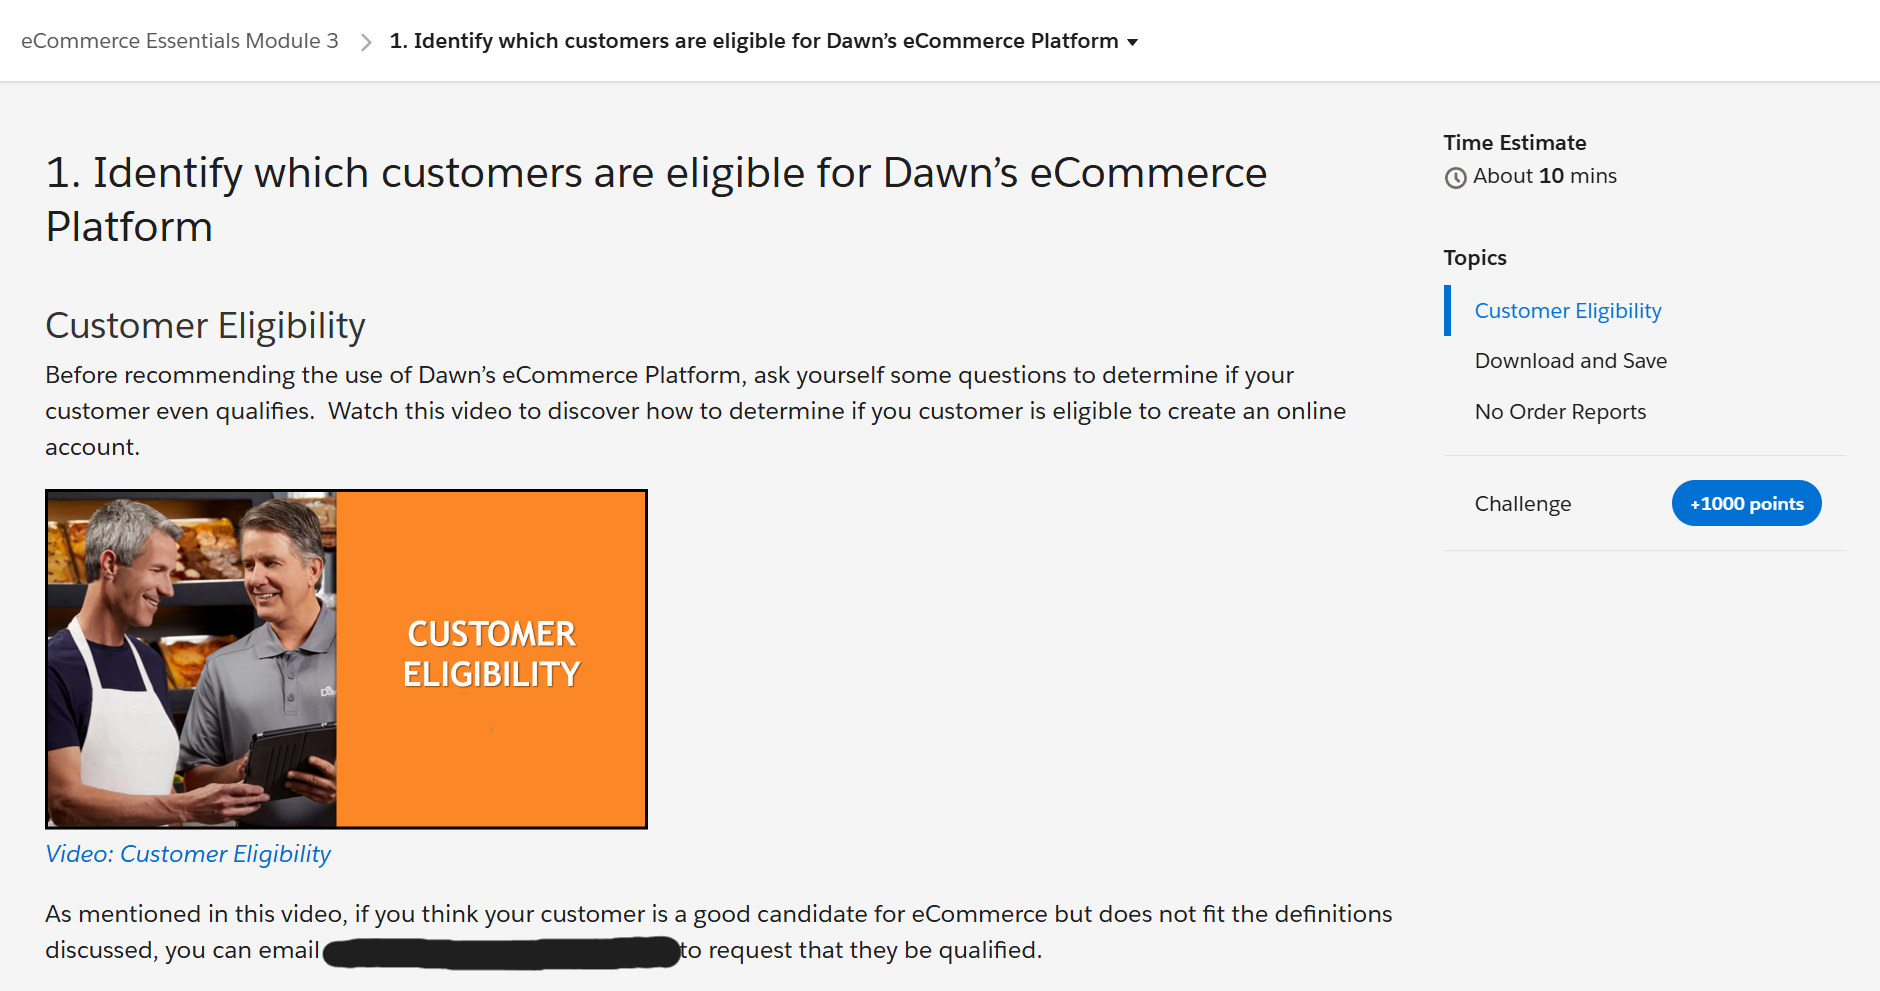 eCommerce Essentials Module 3
1. Identify which customers are eligible for Dawn’s eCommerce Platform
1. Identify which customers are eligible for Dawn’s eCommerce
Platform
Customer Eligibility
Before recommending the use of Dawn’s eCommerce Platform, ask yourself some questions to determine if your
customer even qualifies.  Watch this video to discover how to determine if you customer is eligible to create an online
account.
CUSTOMER
ELIGIBILITY
Video: Customer Eligibility
As mentioned in this video, if you think your customer is a good candidate for eCommerce but does not fit the definitions
discussed, you can email to request that they be qualified.
Time Estimate
About 10 mins
Topics
Customer Eligibility
Download and Save
No Order Reports
Challenge
+1000 points